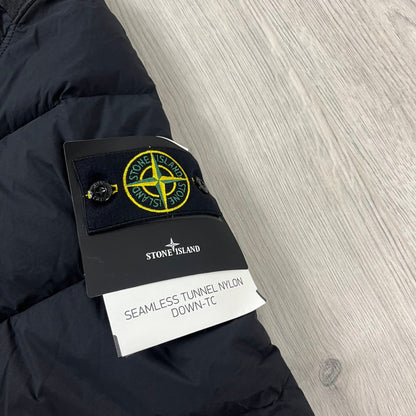 STONE ISLAND
STONE ISLAND
STONE ISLAND
SEAMLESS TUNNEL NYLON
DOWN-TC